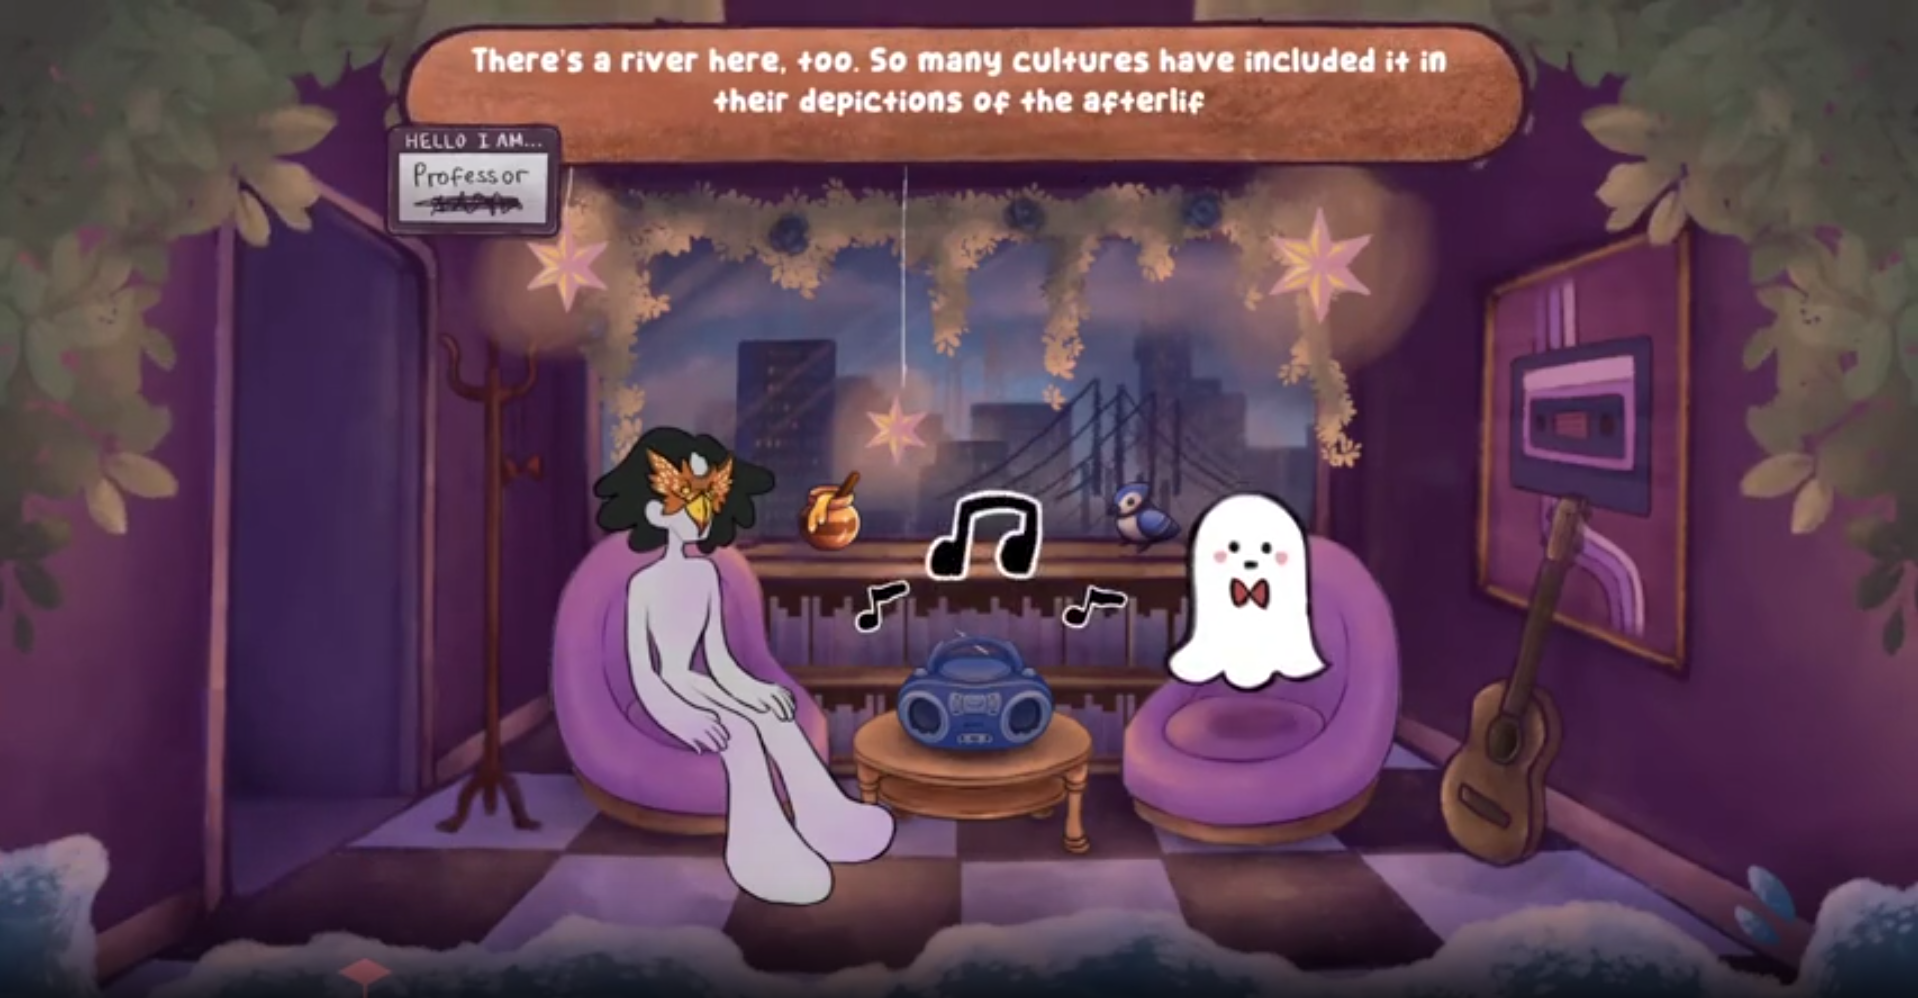 There's a river here, too. So many cultures have included it in
their depictions of the afterlif
HELLO I AM...
Professor